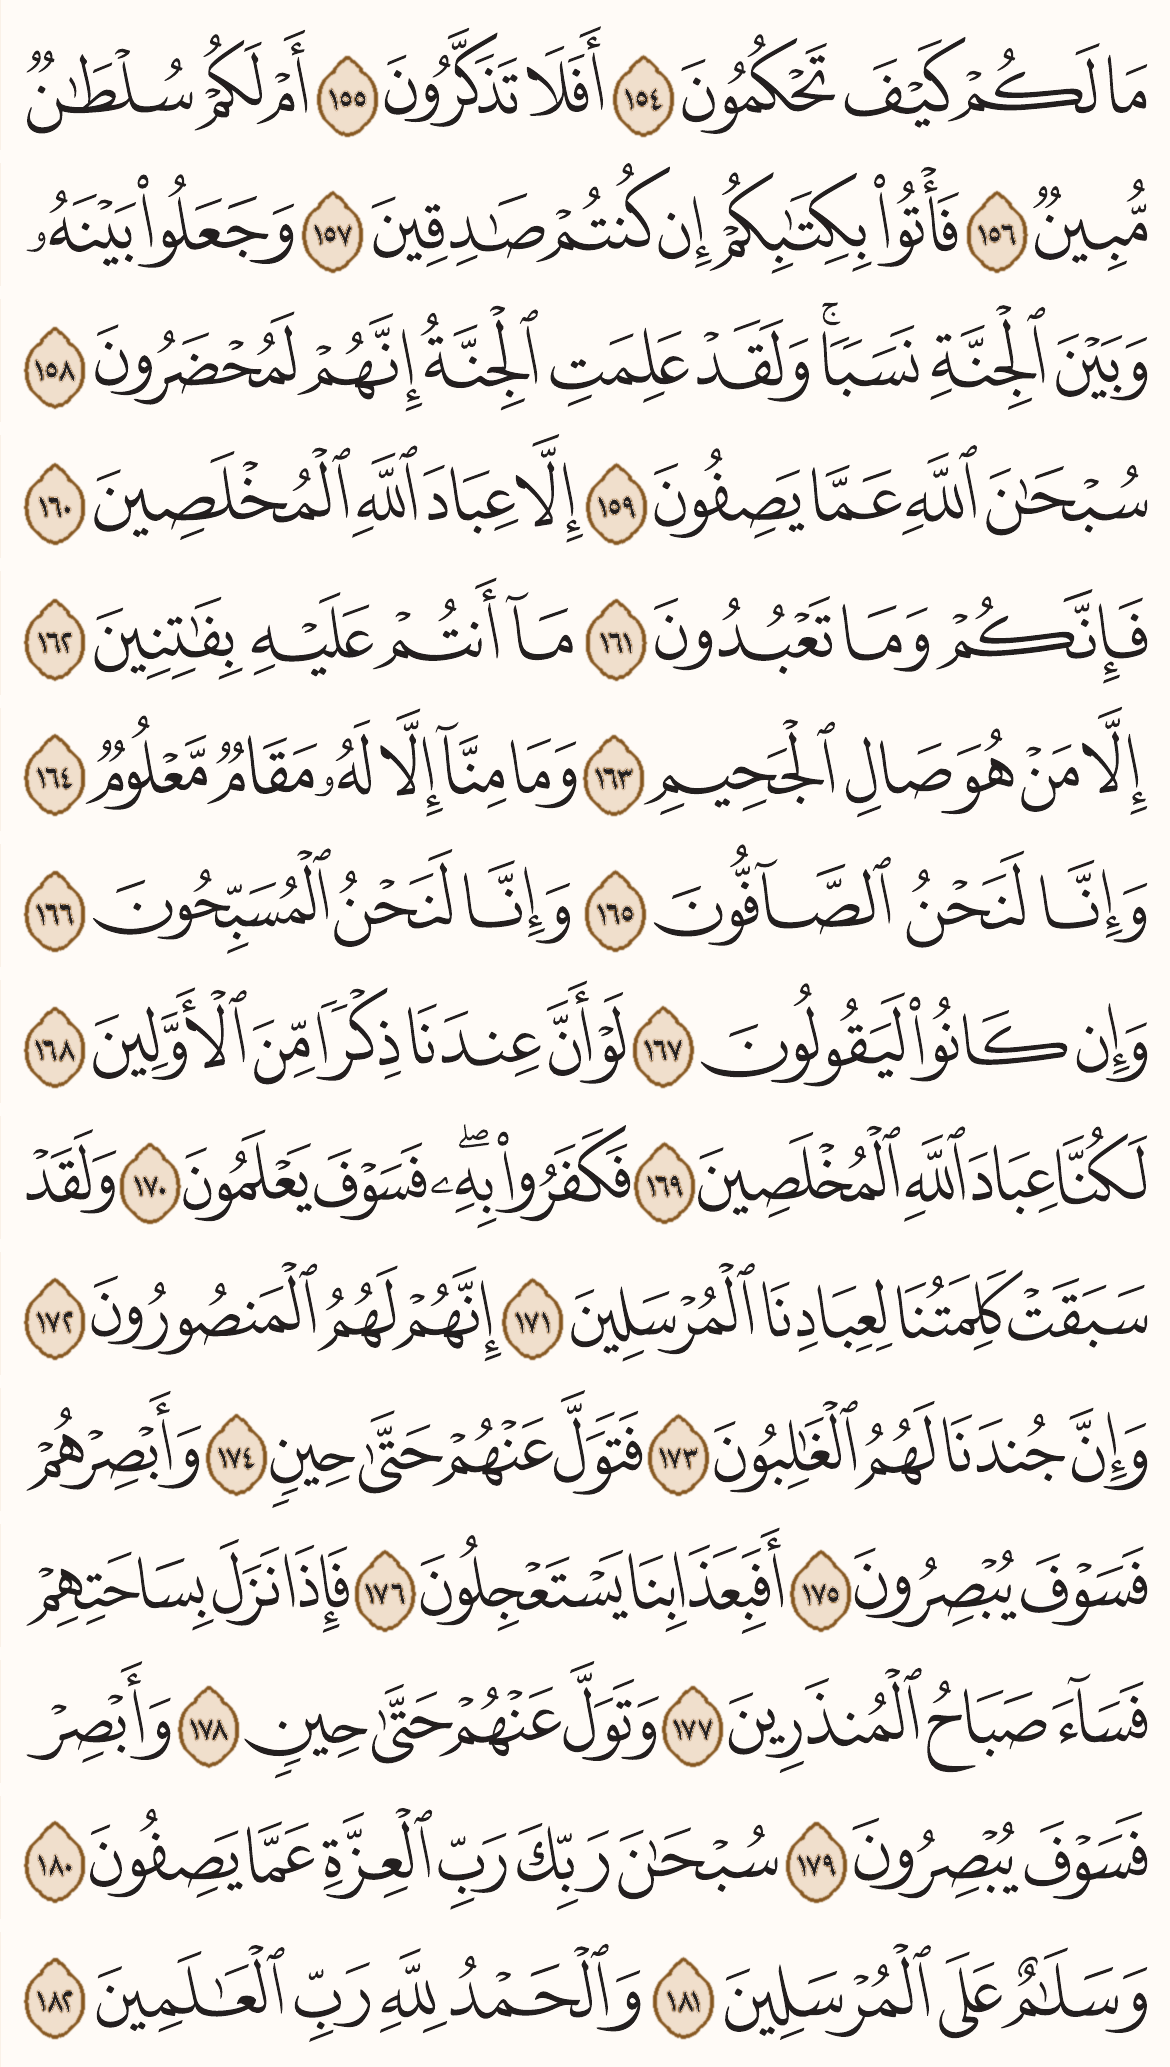 مَا لَكُمْ كَيْفَ تَحْكُمُونَ ١٥٤ أَفَلَا تَذَكَّرُونَ ١٥٥ أَمْ لَكُمْ سُلْطَٰنٌ
مُّبِينٌ ١٥٦ فَأْتُوا۟ بِكِتَٰبِكُمْ إِن كُنتُمْ صَٰدِقِينَ ١٥٧ وَجَعَلُوا۟ بَيْنَهُۥ
وَبَيْنَ ٱلْجِنَّةِ نَسَبًا ۚ وَلَقَدْ عَلِمَتِ ٱلْجِنَّةُ إِنَّهُمْ لَمُحْضَرُونَ ١٥٨
سُبْحَٰنَ ٱللَّهِ عَمَّا يَصِفُونَ ١٥٩ إِلَّا عِبَادَ ٱللَّهِ ٱلْمُخْلَصِينَ ١٦٠
فَإِنَّكُمْ وَمَا تَعْبُدُونَ ١٦١ مَآ أَنتُمْ عَلَيْهِ بِفَٰتِنِينَ ١٦٢
إِلَّا مَنْ هُوَ صَالِ ٱلْجَحِيمِ ١٦٣ وَمَا مِنَّآ إِلَّا لَهُۥ مَقَامٌ مَّعْلُومٌ ١٦٤
وَإِنَّا لَنَحْنُ ٱلصَّآفُّونَ ١٦٥ وَإِنَّا لَنَحْنُ ٱلْمُسَبِّحُونَ ١٦٦
وَإِن كَانُوا۟ لَيَقُولُونَ ١٦٧ لَوْ أَنَّ عِندَنَا ذِكْرًا مِّنَ ٱلْأَوَّلِينَ ١٦٨
لَكُنَّا عِبَادَ ٱللَّهِ ٱلْمُخْلَصِينَ ١٦٩ فَكَفَرُوا۟ بِهِۦ ۖ فَسَوْفَ يَعْلَمُونَ ١٧٠ وَلَقَدْ
سَبَقَتْ كَلِمَتُنَا لِعِبَادِنَا ٱلْمُرْسَلِينَ ١٧١ إِنَّهُمْ لَهُمُ ٱلْمَنصُورُونَ ١٧٢
وَإِنَّ جُندَنَا لَهُمُ ٱلْغَٰلِبُونَ ١٧٣ فَتَوَلَّ عَنْهُمْ حَتَّىٰ حِينٍ ١٧٤ وَأَبْصِرْهُمْ
فَسَوْفَ يُبْصِرُونَ ١٧٥ أَفَبِعَذَابِنَا يَسْتَعْجِلُونَ ١٧٦ فَإِذَا نَزَلَ بِسَاحَتِهِمْ
فَسَآءَ صَبَاحُ ٱلْمُنذَرِينَ ١٧٧ وَتَوَلَّ عَنْهُمْ حَتَّىٰ حِينٍ ١٧٨ وَأَبْصِرْ
فَسَوْفَ يُبْصِرُونَ ١٧٩ سُبْحَٰنَ رَبِّكَ رَبِّ ٱلْعِزَّةِ عَمَّا يَصِفُونَ ١٨٠
وَسَلَٰمٌ عَلَى ٱلْمُرْسَلِينَ ١٨١ وَٱلْحَمْدُ لِلَّهِ رَبِّ ٱلْعَٰلَمِينَ ١٨٢